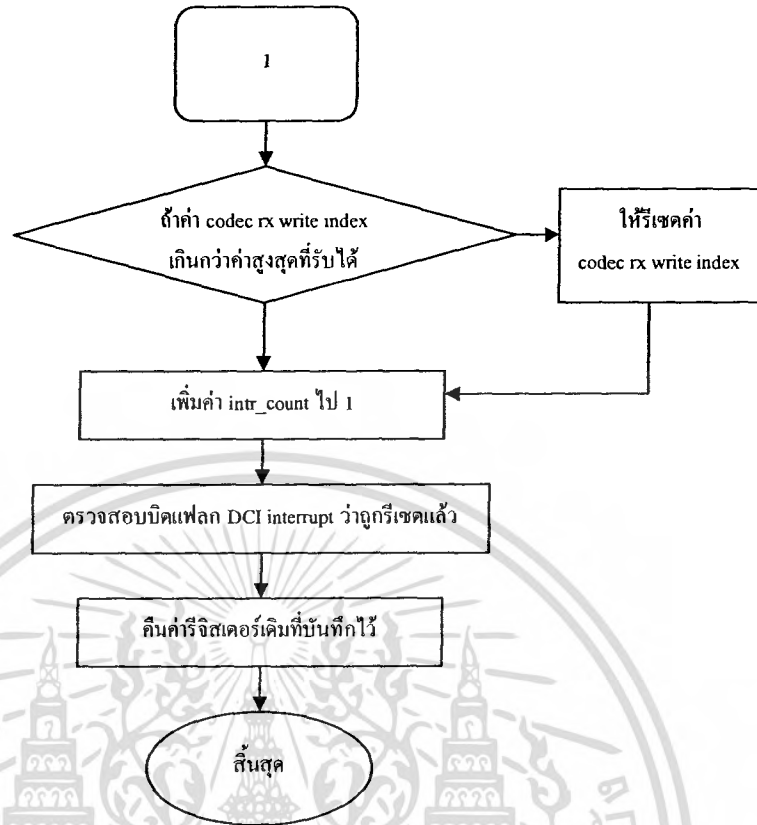 1
ถ้าค่า codec rx write index
เกินกว่าค่าสูงสุดที่รับได้
ให้รีเซตค่า
codec rx write index
เพิ่มค่า intr_count ไป 1
ตรวจสอบบิตแฟลก DCI interrupt ว่าถูกรีเซตแล้ว
คืนค่ารีจิสเตอร์เดิมที่บันทึกไว้
สิ้นสุด